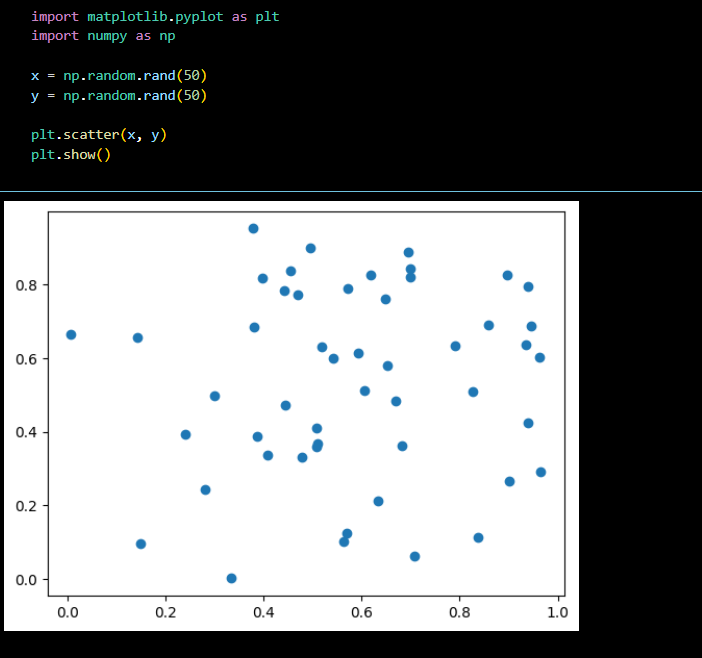 import matplotlib.pyplot as plt
import numpy as np
x = np.random.rand(50)
y = np.random.rand(50)
plt.scatter(x, y)
plt.show()
0.8
0.6
0.4
0.2
0.0
0.0 0.2 0.4 0.6 0.8 1.0